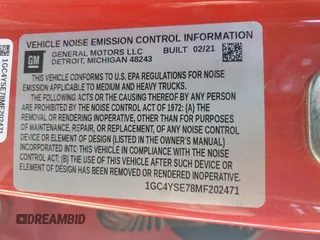 VEHICLE NOISE EMISSION CONTROL INFORMATION
GM
GENERAL MOTORS LLC BUILT 02/21
DETROIT, MICHIGAN 48243
THIS VEHICLE CONFORMS TO U.S. EPA REGULATIONS FOR NOISE
EMISSION APPLICABLE TO MEDIUM AND HEAVY TRUCKS.
THE FOLLOWING ACTS OR THE CAUSING THEREOF BY ANY PERSON
ARE PROHIBITED BY THE NOISE CONTROL ACT OF 1972: (A) THE
REMOVAL OR RENDERING INOPERATIVE, OTHER THAN FOR PURPOSES
OF MAINTENANCE, REPAIR, OR REPLACEMENT, OF ANY NOISE
CONTROL DEVICE OR ELEMENT OF DESIGN (LISTED IN THE OWNER'S
MANUAL) INCORPORATED INTO THIS VEHICLE IN COMPLIANCE WITH
THE NOISE CONTROL ACT; (B) THE USE OF THE VEHICLE AFTER SUCH DEVICE OR
ELEMENT OF DESIGN HAS BEEN REMOVED OR RENDERED INOPERATIVE.
1GC4YSE78MF202471
1GC4YSE78MF202471
DREAMBID